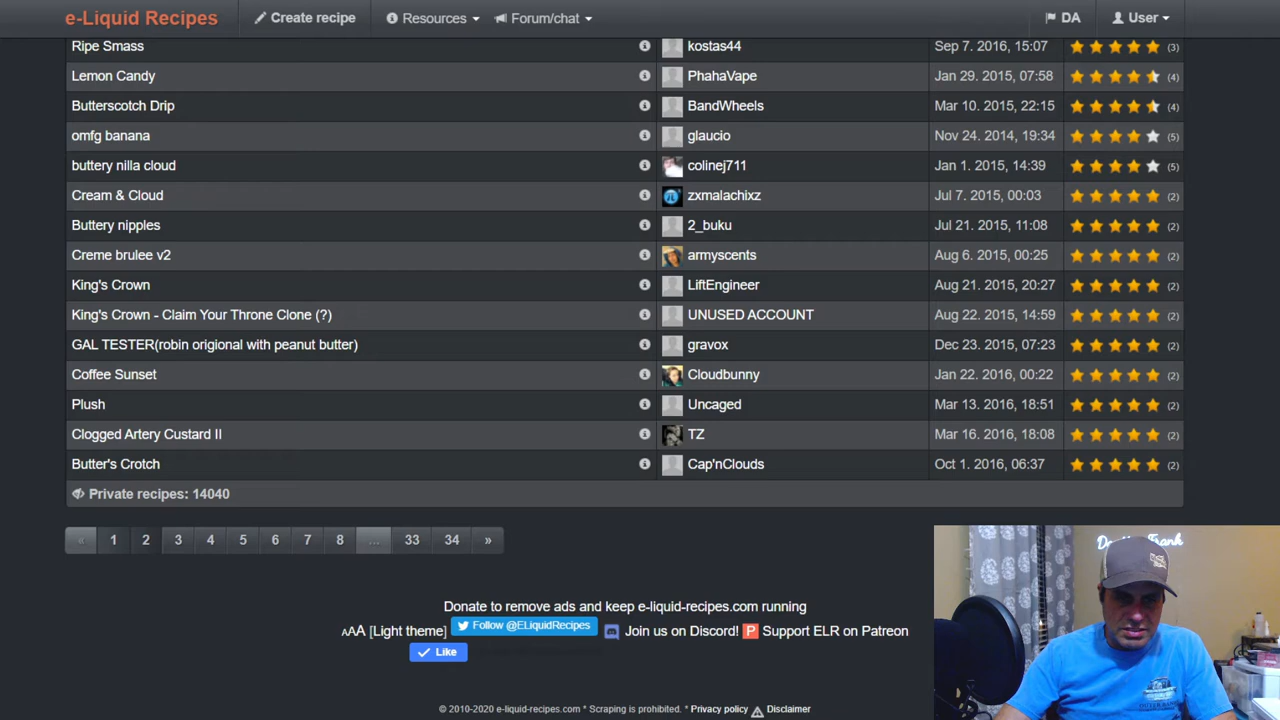 e-Liquid Recipes Create recipe Resources Forum/chat DA User
Ripe Smass kostas44 Sep 7. 2016, 15:07 (3)
Lemon Candy PhahaVape Jan 29. 2015, 07:58 (4)
Butterscotch Drip BandWheels Mar 10. 2015, 22:15 (4)
omfg banana glaucio Nov 24. 2014, 19:34 (5)
buttery nilla cloud colinej711 Jan 1. 2015, 14:39 (5)
Cream & Cloud zxmalachixz Jul 7. 2015, 00:03 (2)
Buttery nipples 2_buku Jul 21. 2015, 11:08 (2)
Creme brulee v2 armyscents Aug 6. 2015, 00:25 (2)
King's Crown LiftEngineer Aug 21. 2015, 20:27 (2)
King's Crown - Claim Your Throne Clone (?) UNUSED ACCOUNT Aug 22. 2015, 14:59 (2)
GAL TESTER(robin origional with peanut butter) gravox Dec 23. 2015, 07:23 (2)
Coffee Sunset Cloudbunny Jan 22. 2016, 00:22 (2)
Plush Uncaged Mar 13. 2016, 18:51 (2)
Clogged Artery Custard II TZ Mar 16. 2016, 18:08 (2)
Butter's Crotch Cap'nClouds Oct 1. 2016, 06:37 (2)
Private recipes: 14040
« 1 2 3 4 5 6 7 8 ... 33 34 »
Donate to remove ads and keep e-liquid-recipes.com running
AAA [Light theme] Follow @ELiquidRecipes Join us on Discord! Support ELR on Patreon
Like
© 2010-2020 e-liquid-recipes.com * Scraping is prohibited. * Privacy policy Disclaimer